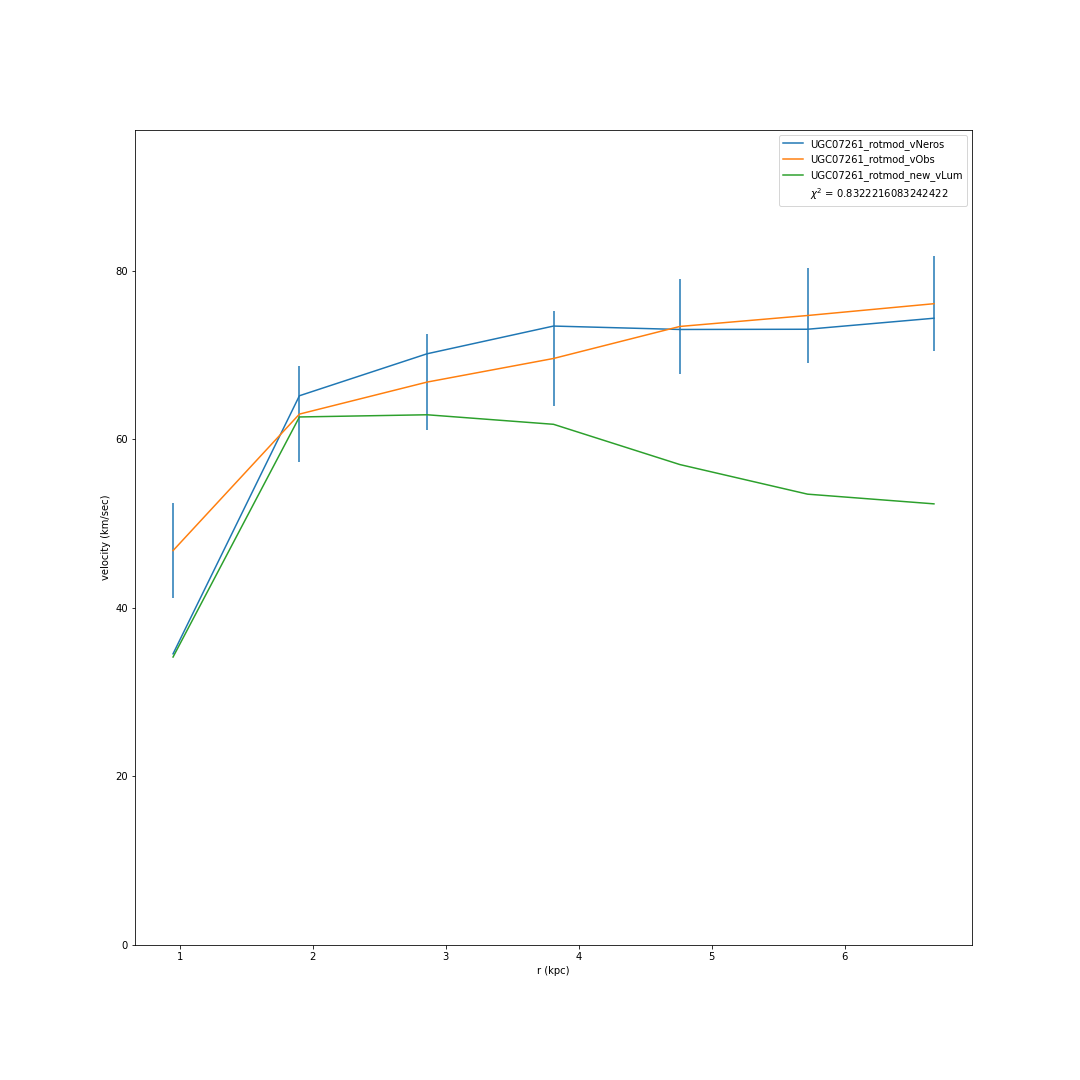 UGC07261_rotmod_vNeros
UGC07261_rotmod_vObs
UGC07261_rotmod_new_vLum
χ² = 0.8322216083242422
80
60
40
20
0
velocity (km/sec)
1 2 3 4 5 6
r (kpc)